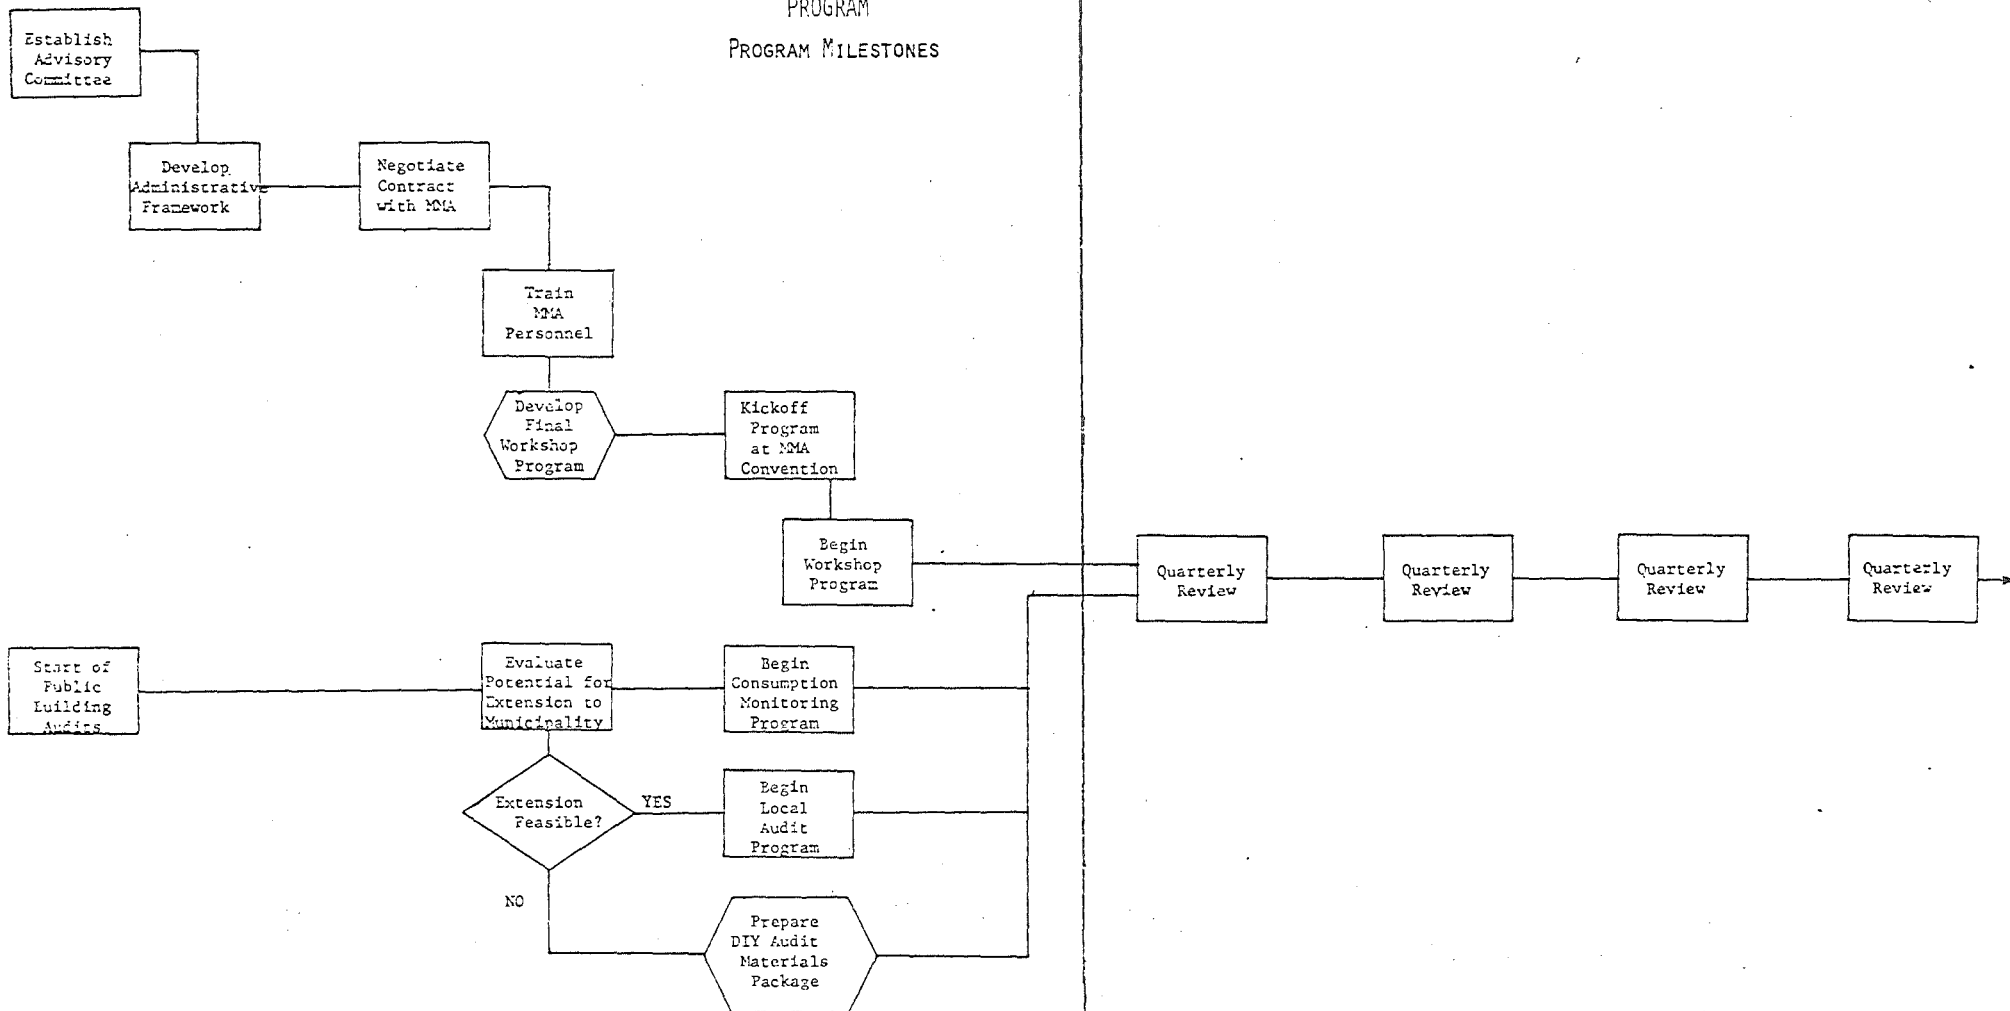 PROGRAM
PROGRAM MILESTONES
Establish
Advisory
Committee
Develop
Administrative
Framework
Negotiate
Contract
with MMA
Train
MMA
Personnel
Develop
Final
Workshop
Program
Kickoff
Program
at MMA
Convention
Begin
Workshop
Program
Quarterly
Review
Quarterly
Review
Quarterly
Review
Quarterly
Review
Start of
Public
Building
Audits
Evaluate
Potential for
Extension to
Municipality
Begin
Consumption
Monitoring
Program
Extension
Feasible?
YES
Begin
Local
Audit
Program
NO
Prepare
DIY Audit
Materials
Package